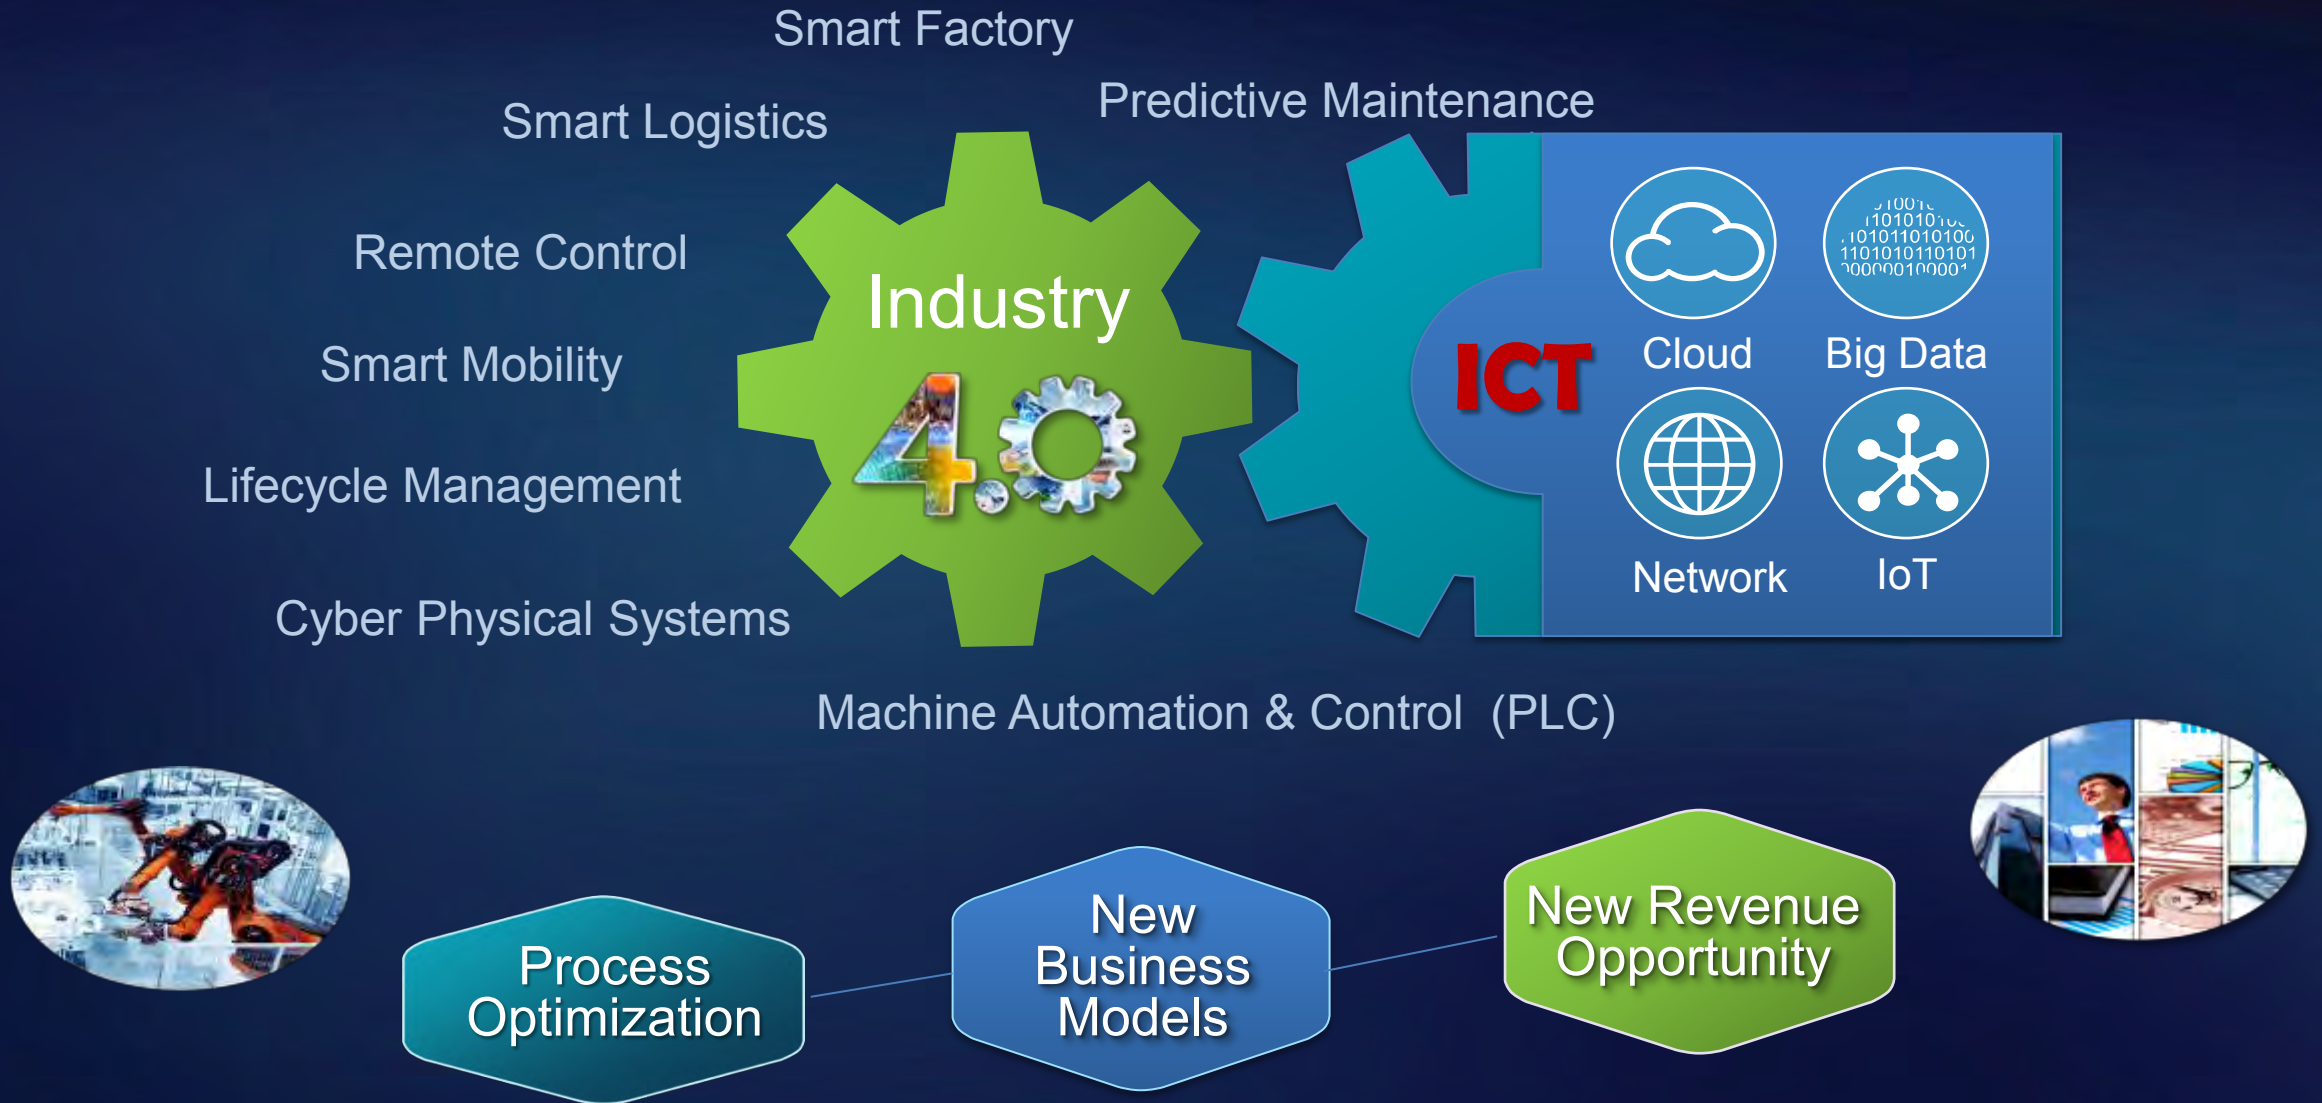 Smart Factory
Predictive Maintenance
Smart Logistics
Remote Control
Smart Mobility
Lifecycle Management
Cyber Physical Systems
Industry
4.0
ICT
Cloud
Big Data
Network
IoT
Machine Automation & Control (PLC)
Process
Optimization
New
Business
Models
New Revenue
Opportunity